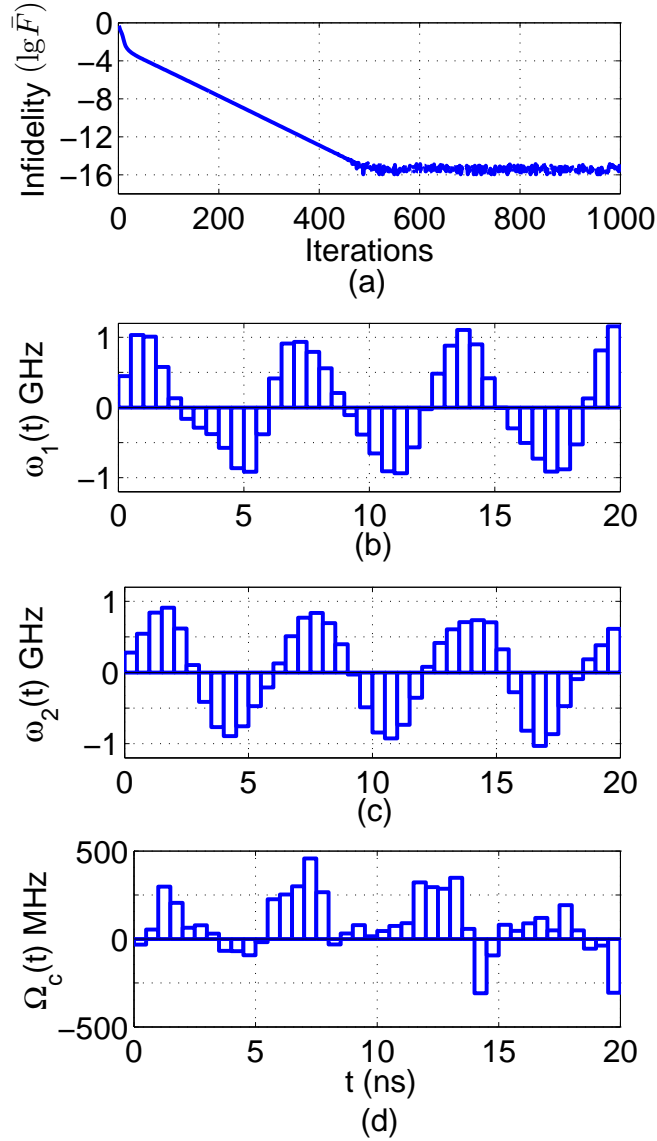 0
−4
−8
−12
−16
Infidelity (lg F̄)
0 200 400 600 800 1000
Iterations
(a)
1
0
−1
ω1(t) GHz
0 5 10 15 20
(b)
1
0
−1
ω2(t) GHz
0 5 10 15 20
(c)
500
0
−500
Ωc(t) MHz
0 5 10 15 20
t (ns)
(d)